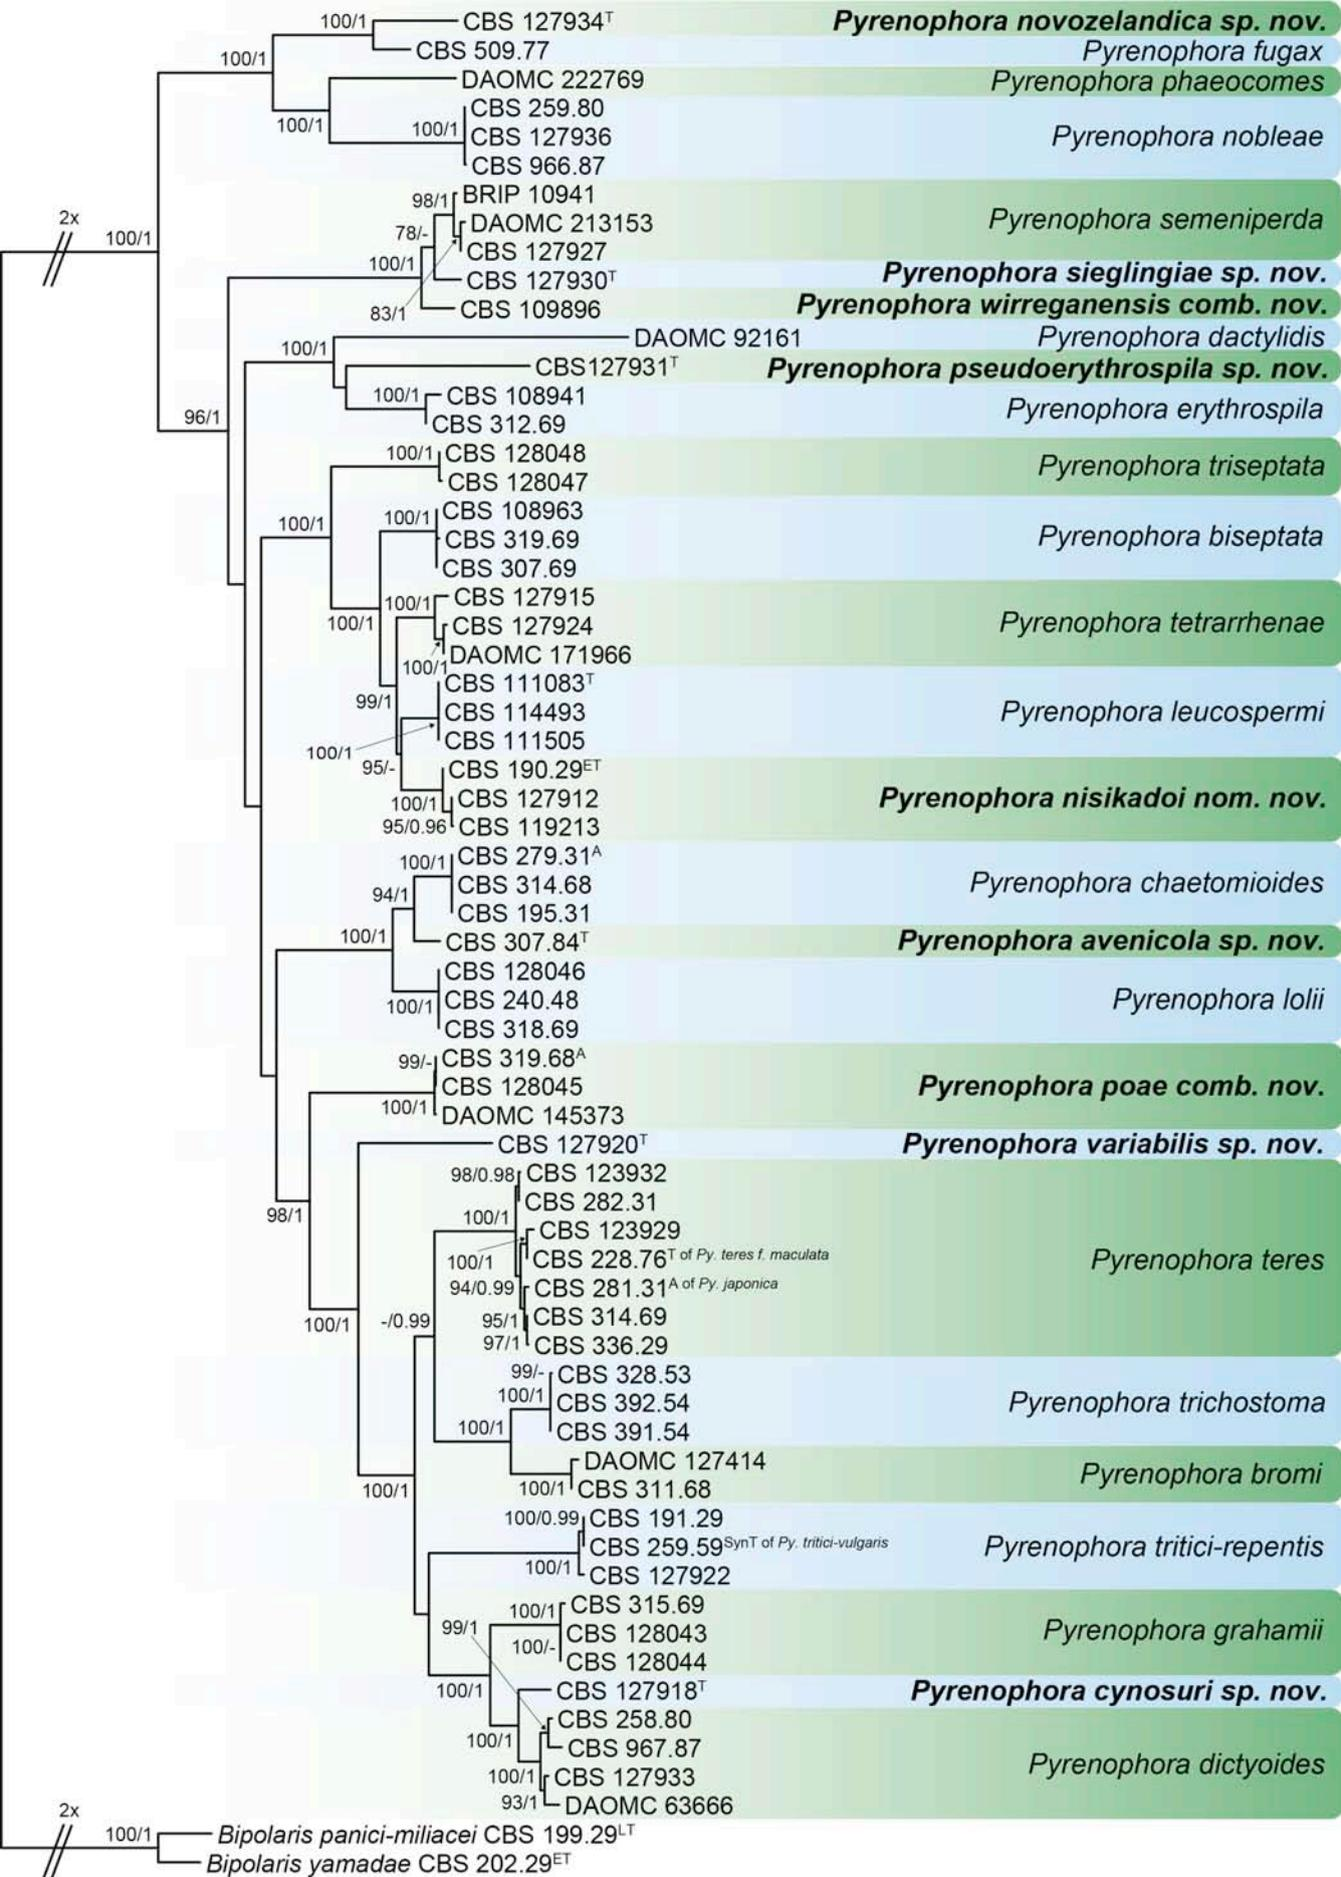 100/1 CBS 127934T Pyrenophora novozelandica sp. nov.
100/1 CBS 509.77 Pyrenophora fugax
DAOMC 222769 Pyrenophora phaeocomes
CBS 259.80
100/1 100/1 CBS 127936 Pyrenophora nobleae
CBS 966.87
98/1 BRIP 10941
2x 78/- DAOMC 213153 Pyrenophora semeniperda
100/1 CBS 127927
100/1 CBS 127930T Pyrenophora sieglingiae sp. nov.
83/1 CBS 109896 Pyrenophora wirreganensis comb. nov.
100/1 DAOMC 92161 Pyrenophora dactylidis
CBS127931T Pyrenophora pseudoerythrospila sp. nov.
100/1 CBS 108941
96/1 CBS 312.69 Pyrenophora erythrospila
100/1 CBS 128048
CBS 128047 Pyrenophora triseptata
100/1 100/1 CBS 108963
CBS 319.69 Pyrenophora biseptata
CBS 307.69
100/1 CBS 127915
100/1 CBS 127924 Pyrenophora tetrarrhenae
100/1 DAOMC 171966
99/1 CBS 111083T
CBS 114493 Pyrenophora leucospermi
100/1 CBS 111505
95/- CBS 190.29ET
100/1 CBS 127912 Pyrenophora nisikadoi nom. nov.
95/0.96 CBS 119213
100/1 CBS 279.31A
94/1 CBS 314.68 Pyrenophora chaetomioides
CBS 195.31
100/1 CBS 307.84T Pyrenophora avenicola sp. nov.
CBS 128046
100/1 CBS 240.48 Pyrenophora lolii
CBS 318.69
99/- CBS 319.68A
CBS 128045 Pyrenophora poae comb. nov.
100/1 DAOMC 145373
CBS 127920T Pyrenophora variabilis sp. nov.
98/0.98 CBS 123932
CBS 282.31
98/1 100/1 CBS 123929
100/1 CBS 228.76T of Py. teres f. maculata Pyrenophora teres
94/0.99 CBS 281.31A of Py. japonica
100/1 -/0.99 95/1 CBS 314.69
97/1 CBS 336.29
99/- CBS 328.53
100/1 CBS 392.54 Pyrenophora trichostoma
100/1 CBS 391.54
DAOMC 127414
100/1 100/1 CBS 311.68 Pyrenophora bromi
100/0.99 CBS 191.29
CBS 259.59SynT of Py. tritici-vulgaris Pyrenophora tritici-repentis
100/1 CBS 127922
100/1 CBS 315.69
99/1 100/- CBS 128043 Pyrenophora grahamii
CBS 128044
100/1 CBS 127918T Pyrenophora cynosuri sp. nov.
CBS 258.80
100/1 CBS 967.87 Pyrenophora dictyoides
100/1 CBS 127933
93/1 DAOMC 63666
2x 100/1 Bipolaris panici-miliacei CBS 199.29LT
Bipolaris yamadae CBS 202.29ET